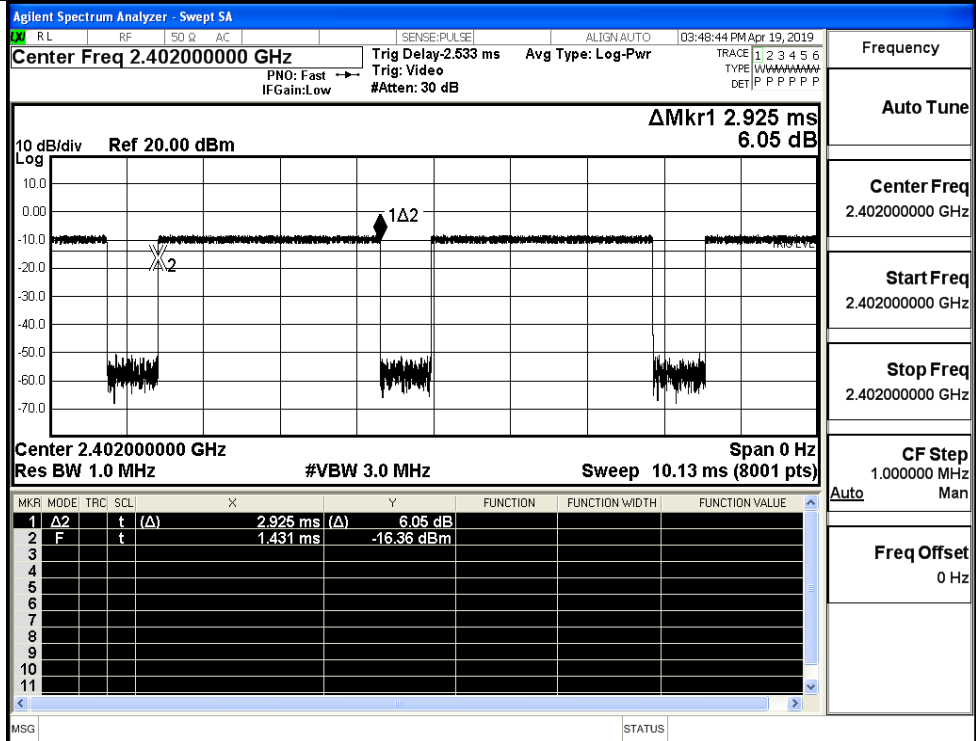 Agilent Spectrum Analyzer - Swept SA
LXI RL RF 50 Ω AC SENSE:PULSE ALIGN AUTO 03:48:44 PM Apr 19, 2019
Center Freq 2.402000000 GHz
PNO: Fast
IFGain:Low
Trig Delay-2.533 ms
Trig: Video
#Atten: 30 dB
Avg Type: Log-Pwr
TRACE 1 2 3 4 5 6
TYPE WWWWWW
DET P P P P P P
ΔMkr1 2.925 ms
6.05 dB
10 dB/div Ref 20.00 dBm
Log
10.0
0.00
-10.0
-20.0
-30.0
-40.0
-50.0
-60.0
-70.0
1Δ2
2
Center 2.402000000 GHz Span 0 Hz
Res BW 1.0 MHz #VBW 3.0 MHz Sweep 10.13 ms (8001 pts)
MKR MODE TRC SCL X Y FUNCTION FUNCTION WIDTH FUNCTION VALUE
1 Δ2 t (Δ) 2.925 ms (Δ) 6.05 dB
2 F t 1.431 ms -16.36 dBm
3
4
5
6
7
8
9
10
11
MSG STATUS
Frequency
Auto Tune
Center Freq
2.402000000 GHz
Start Freq
2.402000000 GHz
Stop Freq
2.402000000 GHz
CF Step
1.000000 MHz
Auto Man
Freq Offset
0 Hz